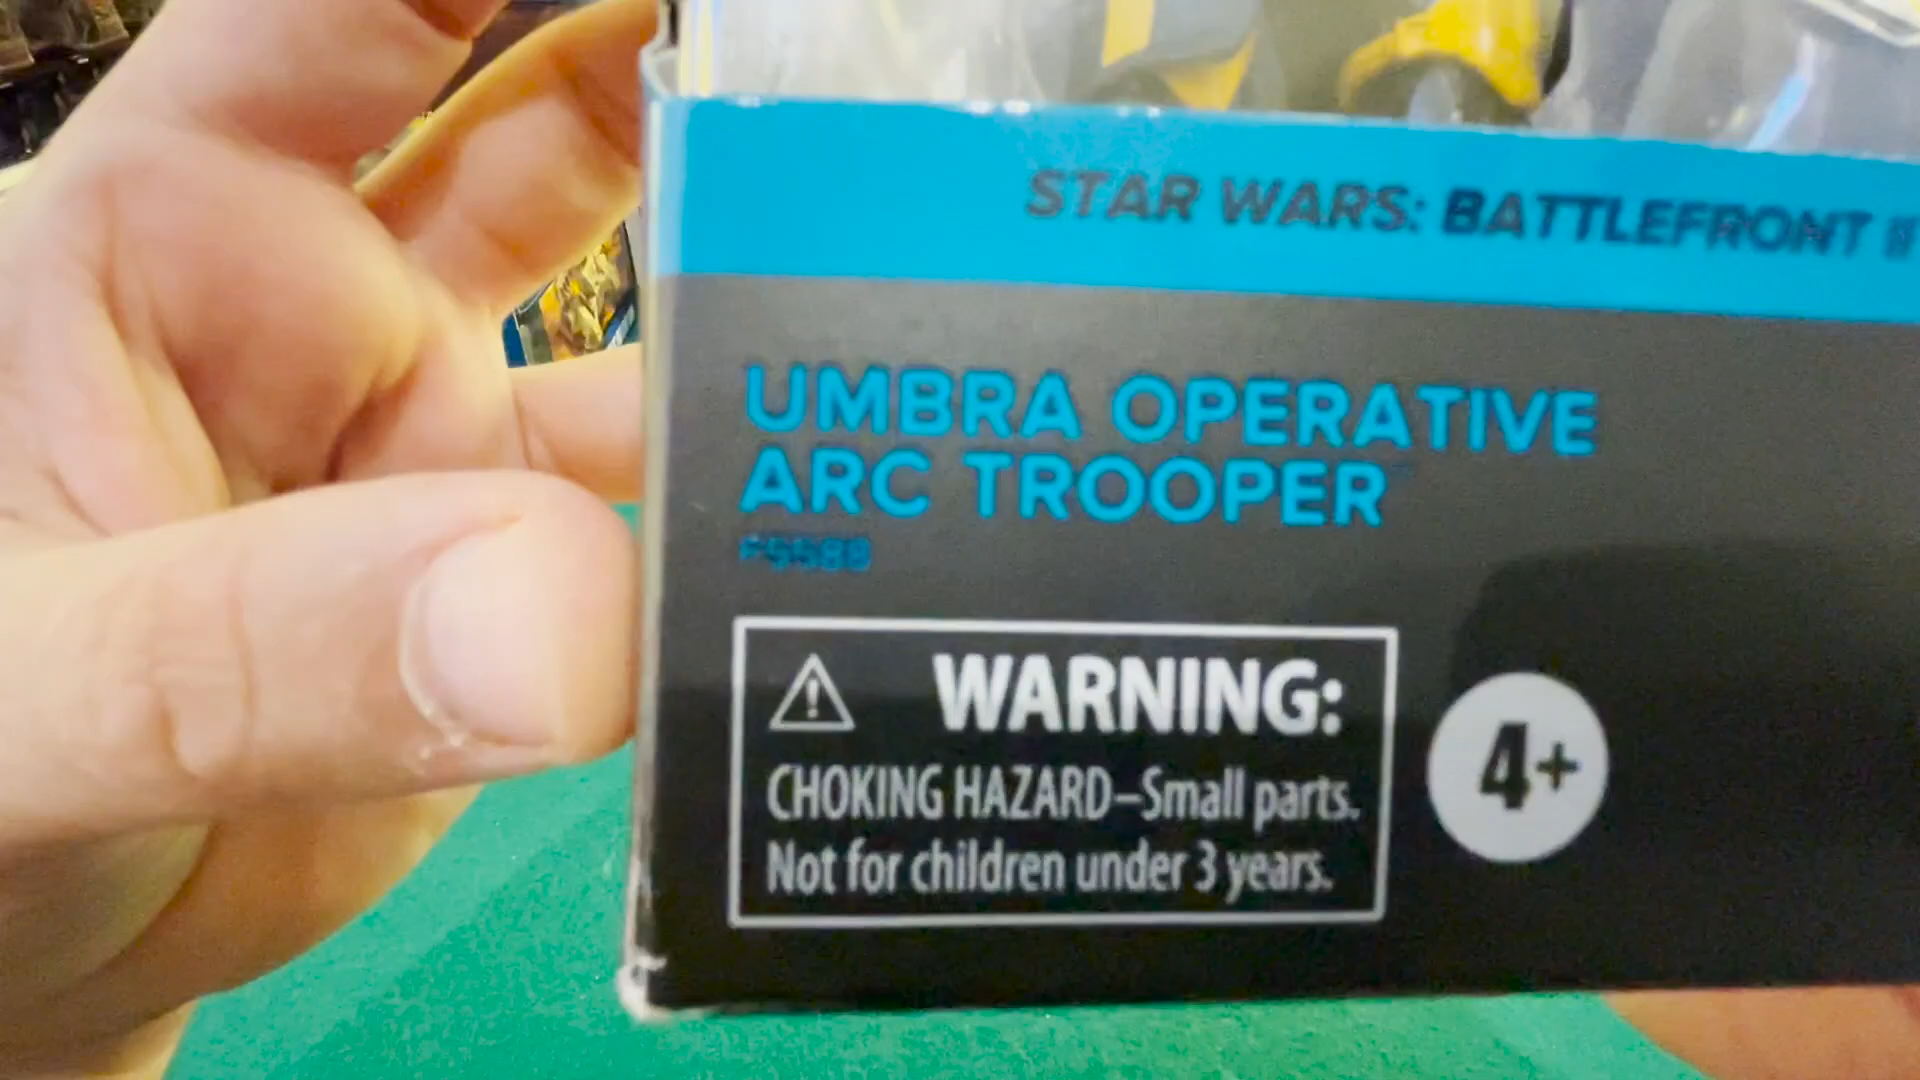 STAR WARS: BATTLEFRONT II
UMBRA OPERATIVE
ARC TROOPER
WARNING:
CHOKING HAZARD–Small parts.
Not for children under 3 years.
4+